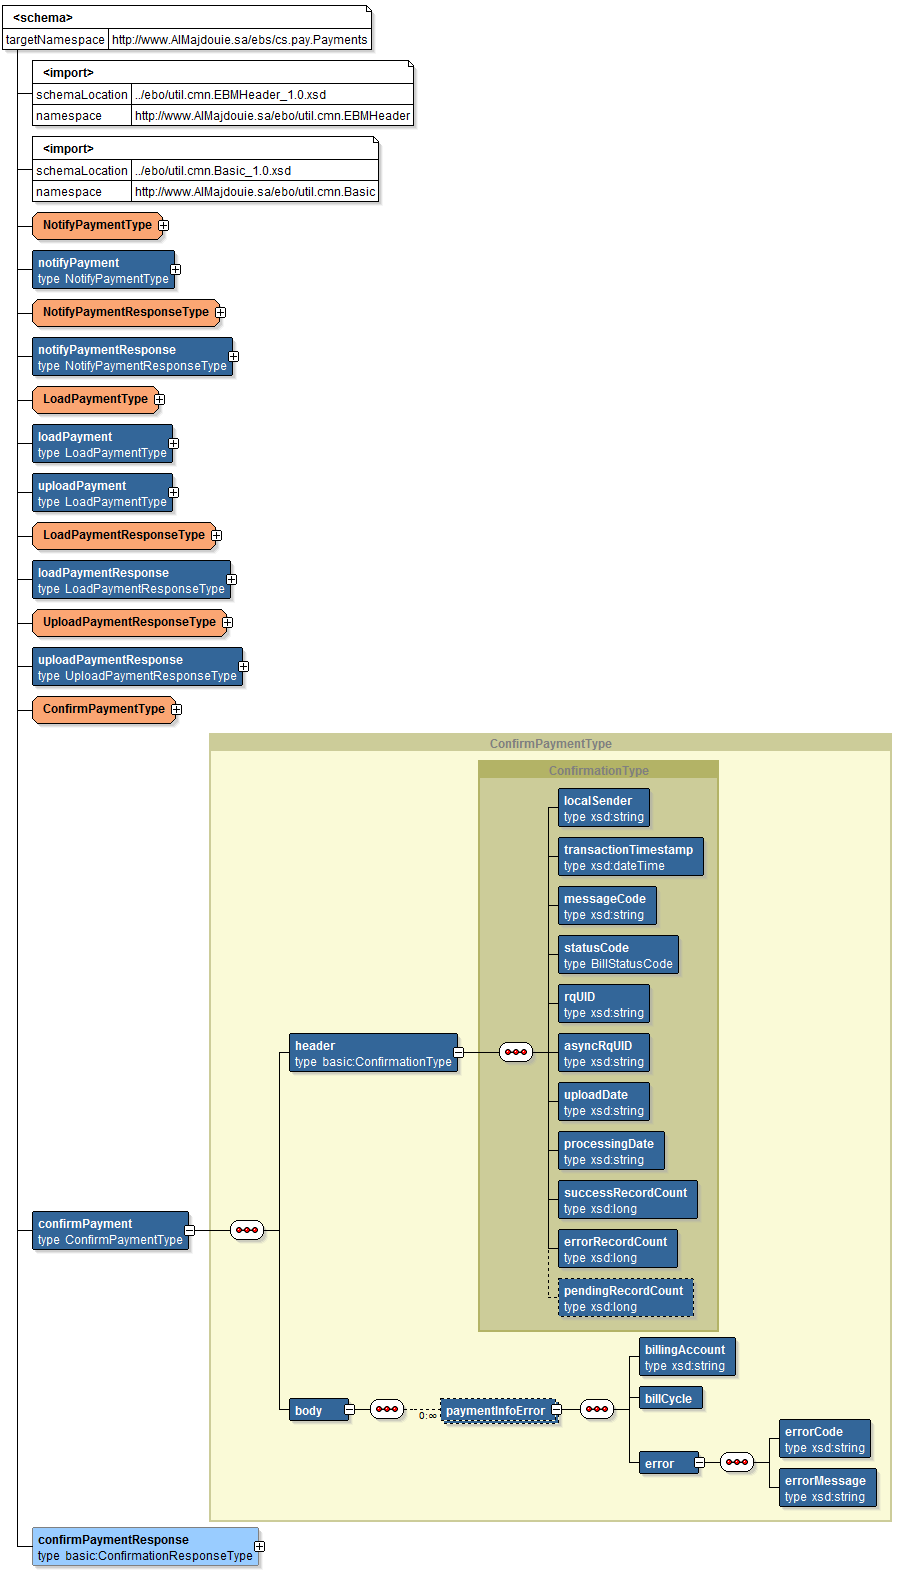 <schema>
targetNamespace http://www.AlMajdouie.sa/ebs/cs.pay.Payments
<import>
schemaLocation ../ebo/util.cmn.EBMHeader_1.0.xsd
namespace http://www.AlMajdouie.sa/ebo/util.cmn.EBMHeader
<import>
schemaLocation ../ebo/util.cmn.Basic_1.0.xsd
namespace http://www.AlMajdouie.sa/ebo/util.cmn.Basic
NotifyPaymentType
notifyPayment
type NotifyPaymentType
NotifyPaymentResponseType
notifyPaymentResponse
type NotifyPaymentResponseType
LoadPaymentType
loadPayment
type LoadPaymentType
uploadPayment
type LoadPaymentType
LoadPaymentResponseType
loadPaymentResponse
type LoadPaymentResponseType
UploadPaymentResponseType
uploadPaymentResponse
type UploadPaymentResponseType
ConfirmPaymentType
ConfirmPaymentType
ConfirmationType
localSender
type xsd:string
transactionTimestamp
type xsd:dateTime
messageCode
type xsd:string
statusCode
type BillStatusCode
rqUID
type xsd:string
header
type basic:ConfirmationType
asyncRqUID
type xsd:string
uploadDate
type xsd:string
processingDate
type xsd:string
successRecordCount
type xsd:long
confirmPayment
type ConfirmPaymentType
errorRecordCount
type xsd:long
pendingRecordCount
type xsd:long
billingAccount
type xsd:string
billCycle
body
0:∞
paymentInfoError
errorCode
type xsd:string
error
errorMessage
type xsd:string
confirmPaymentResponse
type basic:ConfirmationResponseType